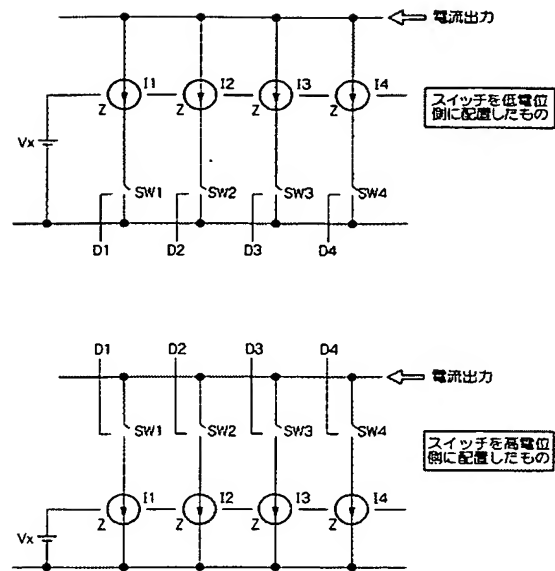 電流出力
I1 I2 I3 I4
Z Z Z Z
スイッチを低電位
側に配置したもの
Vx
SW1 SW2 SW3 SW4
D1 D2 D3 D4
D1 D2 D3 D4
電流出力
SW1 SW2 SW3 SW4
スイッチを高電位
側に配置したもの
I1 I2 I3 I4
Z Z Z Z
Vx